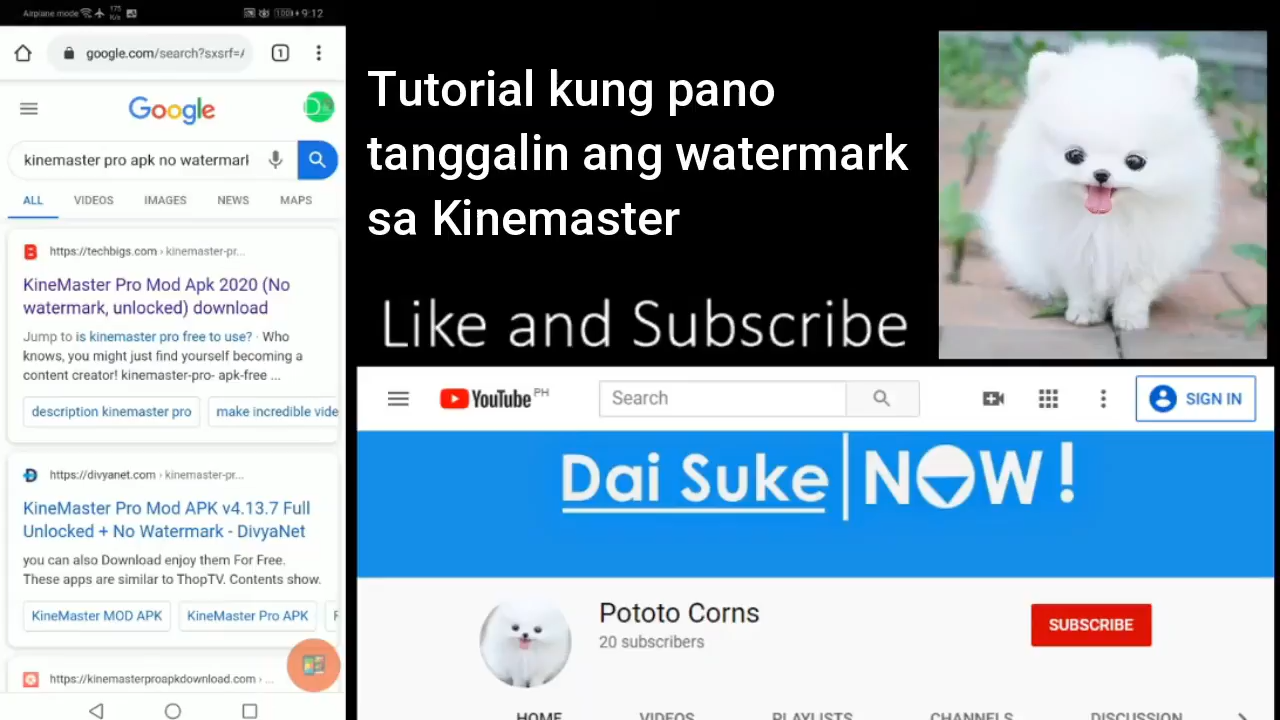 Airplane mode 175 K/s 100 9:12
google.com/search?sxsrf=A 1
Google D
kinemaster pro apk no watermark
ALL VIDEOS IMAGES NEWS MAPS
https://techbigs.com › kinemaster-pr...
KineMaster Pro Mod Apk 2020 (No
watermark, unlocked) download
Jump to is kinemaster pro free to use? · Who
knows, you might just find yourself becoming a
content creator! kinemaster-pro- apk-free ...
description kinemaster pro make incredible vide
https://divyanet.com › kinemaster-pr...
KineMaster Pro Mod APK v4.13.7 Full
Unlocked + No Watermark - DivyaNet
you can also Download enjoy them For Free.
These apps are similar to ThopTV. Contents show.
KineMaster MOD APK KineMaster Pro APK
https://kinemasterproapkdownload.com › ...
Tutorial kung pano
tanggalin ang watermark
sa Kinemaster
Like and Subscribe
YouTube PH Search SIGN IN
Dai Suke NOW!
Pototo Corns
20 subscribers
SUBSCRIBE
HOME VIDEOS PLAYLISTS CHANNELS DISCUSSION